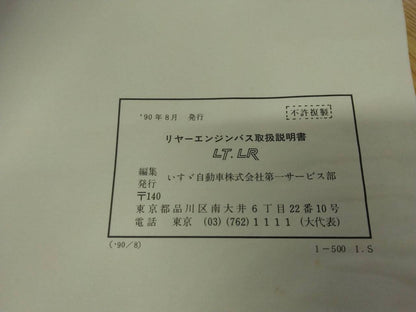 '90年8月 発行
不許複製
リヤーエンジンバス取扱説明書
LT.LR
編集
発行 いすゞ自動車株式会社第一サービス部
〒140
東京都品川区南大井6丁目22番10号
電話 東京 (03)(762)1111 (大代表)
('90/8)
1-500 I.S